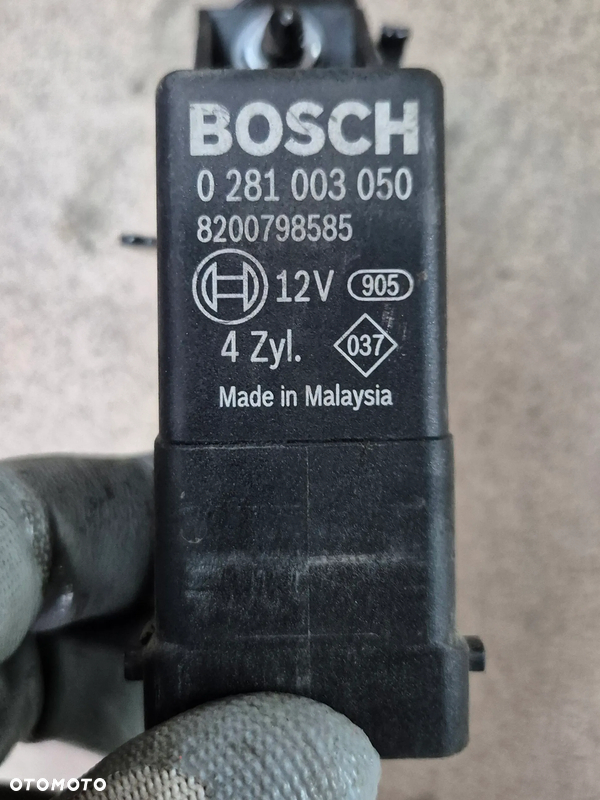 BOSCH
0 281 003 050
8200798585
12V 905
4 Zyl. 037
Made in Malaysia
OTOMOTO